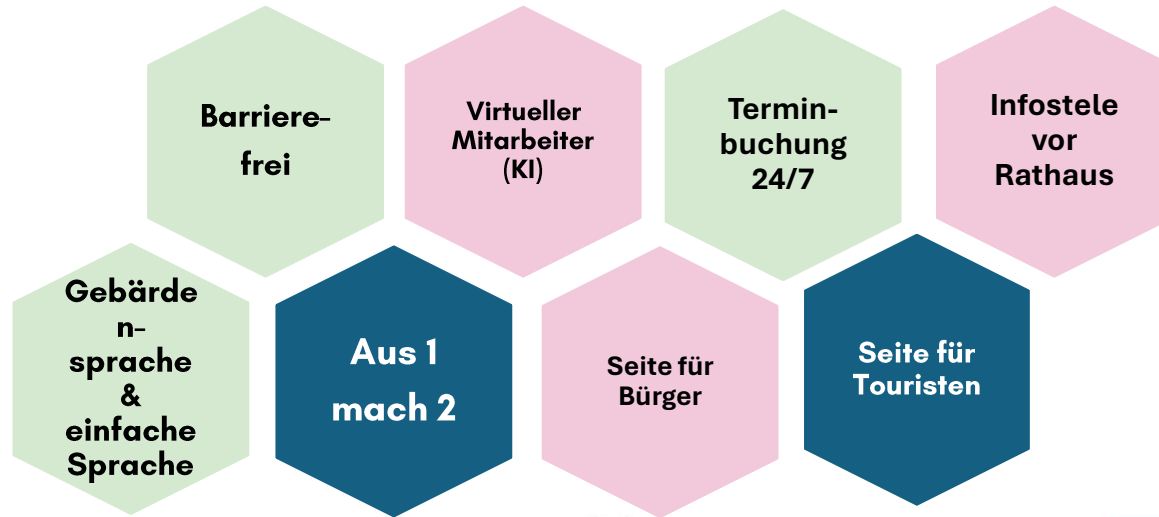 Barriere-
frei
Virtueller
Mitarbeiter
(KI)
Termin-
buchung
24/7
Infostele
vor
Rathaus
Gebärde
n-
sprache
&
einfache
Sprache
Aus 1
mach 2
Seite für
Bürger
Seite für
Touristen